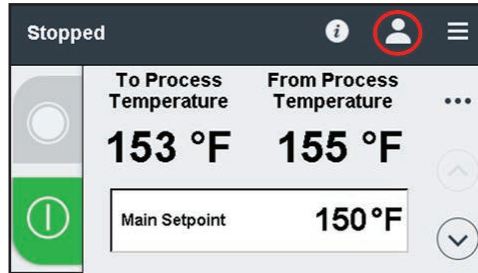 Stopped
To Process Temperature
From Process Temperature
153 °F
155 °F
Main Setpoint
150°F